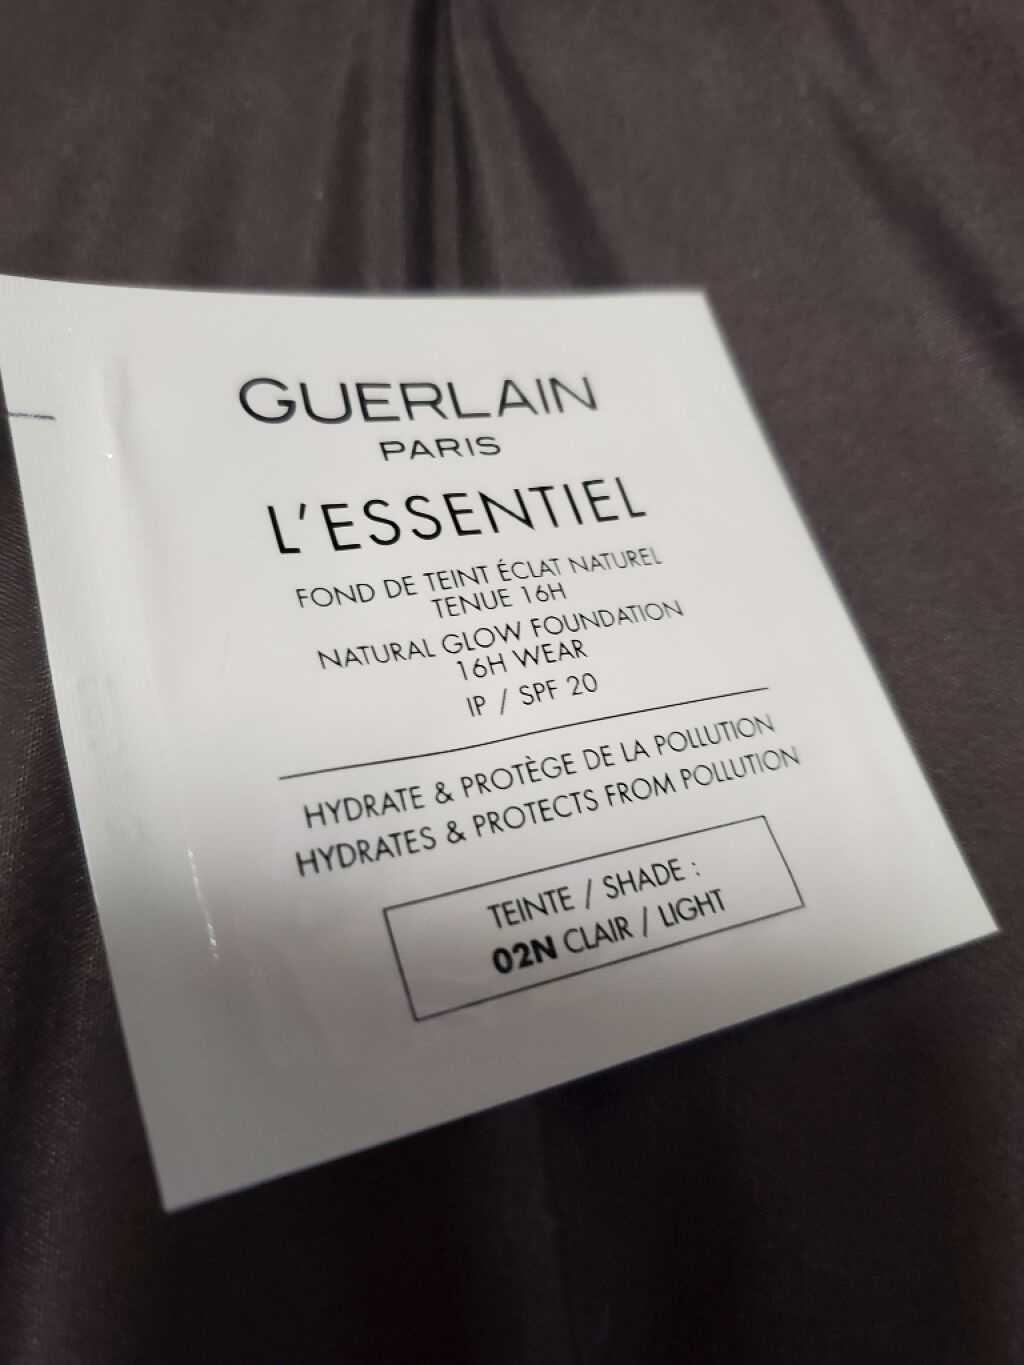 GUERLAIN
PARIS
L'ESSENTIEL
FOND DE TEINT ÉCLAT NATUREL
TENUE 16H
NATURAL GLOW FOUNDATION
16H WEAR
IP / SPF 20
HYDRATE & PROTÈGE DE LA POLLUTION
HYDRATES & PROTECTS FROM POLLUTION
TEINTE / SHADE :
02N CLAIR / LIGHT